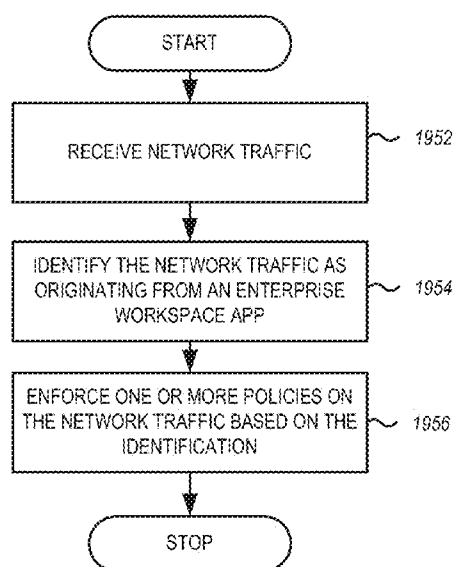 START
RECEIVE NETWORK TRAFFIC
1952
IDENTIFY THE NETWORK TRAFFIC AS
ORIGINATING FROM AN ENTERPRISE
WORKSPACE APP
1954
ENFORCE ONE OR MORE POLICIES ON
THE NETWORK TRAFFIC BASED ON THE
IDENTIFICATION
1956
STOP